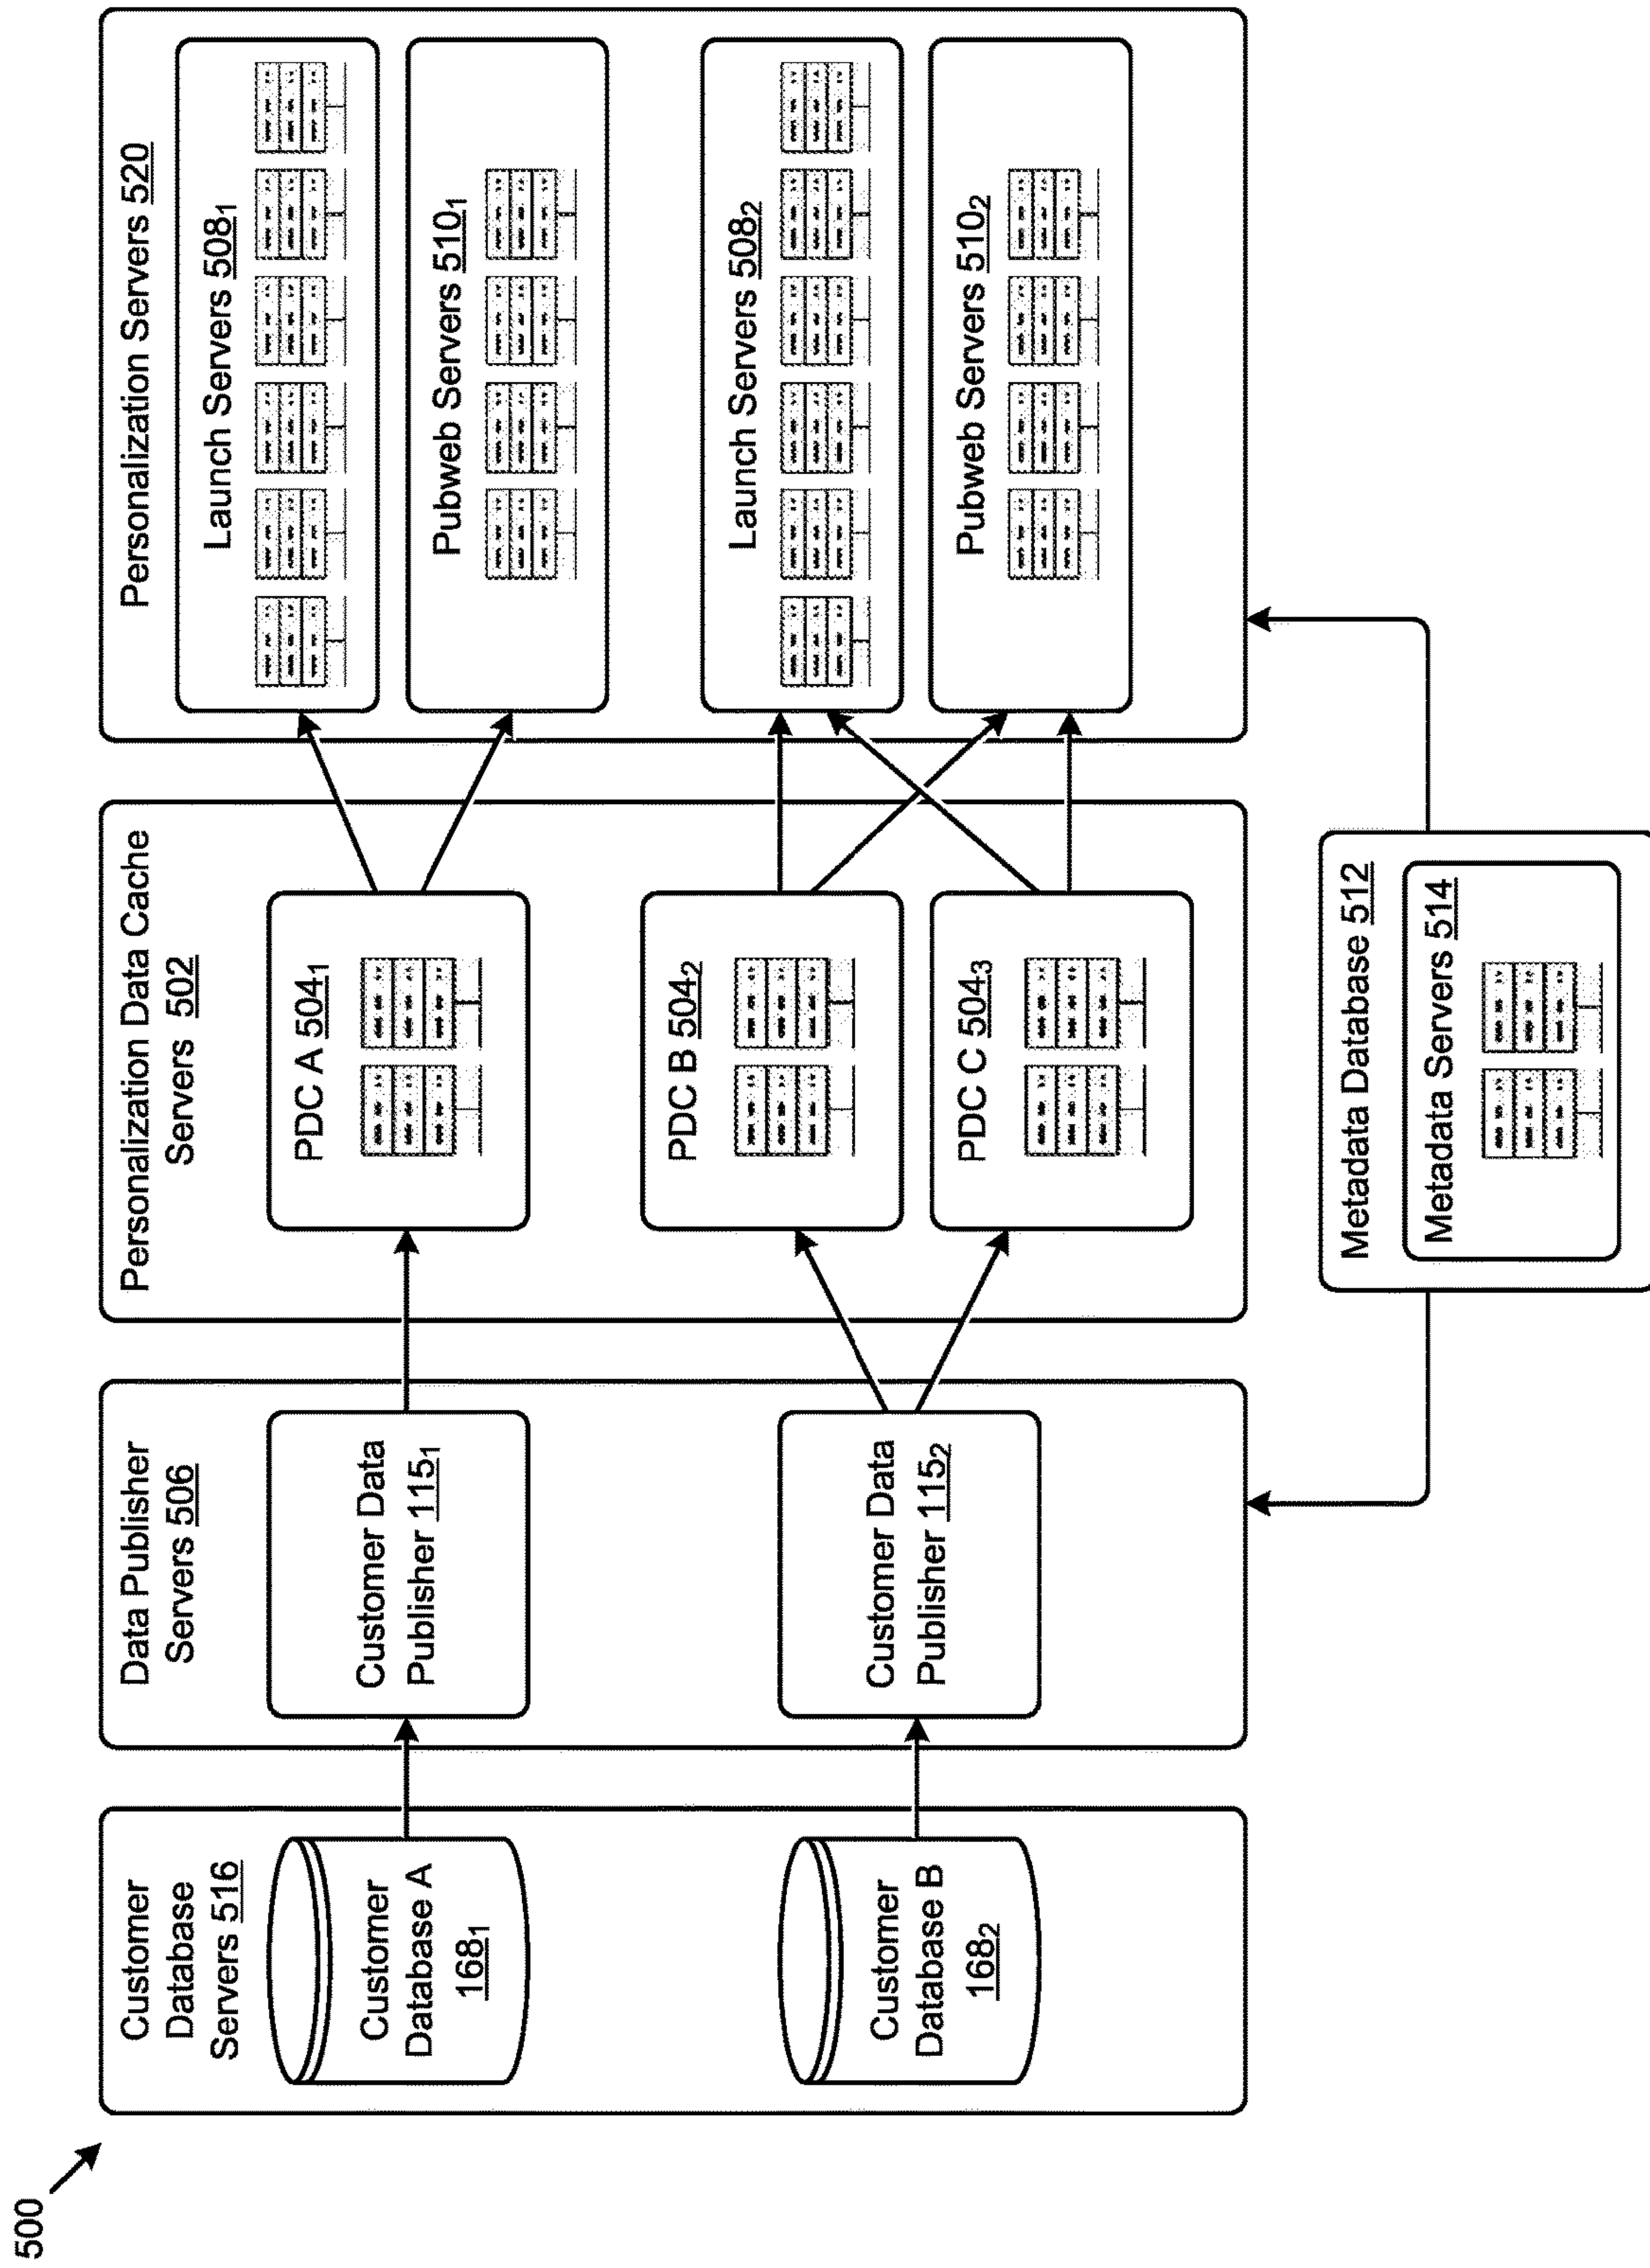 500
Customer
Database
Servers 516
Customer
Database A
168₁
Customer
Database B
168₂
Data Publisher
Servers 506
Customer Data
Publisher 115₁
Customer Data
Publisher 115₂
Personalization Data Cache
Servers 502
PDC A 504₁
PDC B 504₂
PDC C 504₃
Personalization Servers 520
Launch Servers 508₁
Pubweb Servers 510₁
Launch Servers 508₂
Pubweb Servers 510₂
Metadata Database 512
Metadata Servers 514